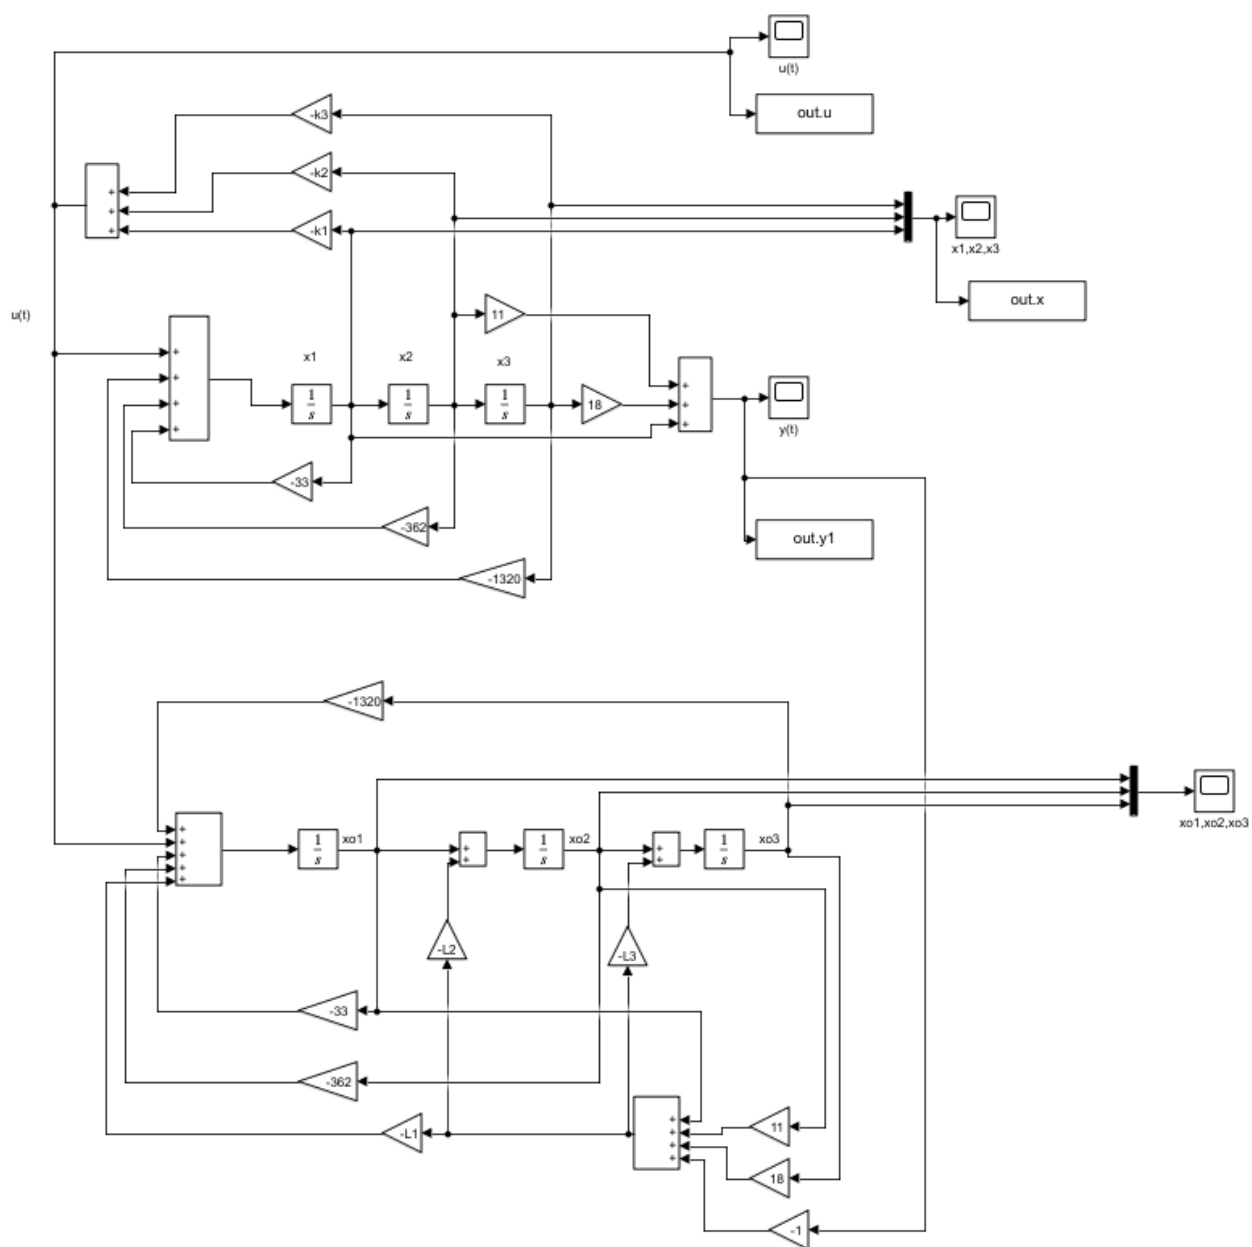 u(t)
out.u
-k3
-k2
-k1
+
+
+
x1,x2,x3
out.x
u(t)
11
x1
x2
x3
+
+
+
+
1
s
1
s
1
s
18
+
+
+
y(t)
-33
-362
-1320
out.y1
-1320
+
+
+
+
+
1
s
xo1
+
+
1
s
xo2
+
+
1
s
xo3
xo1,xo2,xo3
-L2
-L3
-33
-362
-L1
+
+
+
+
11
18
-1